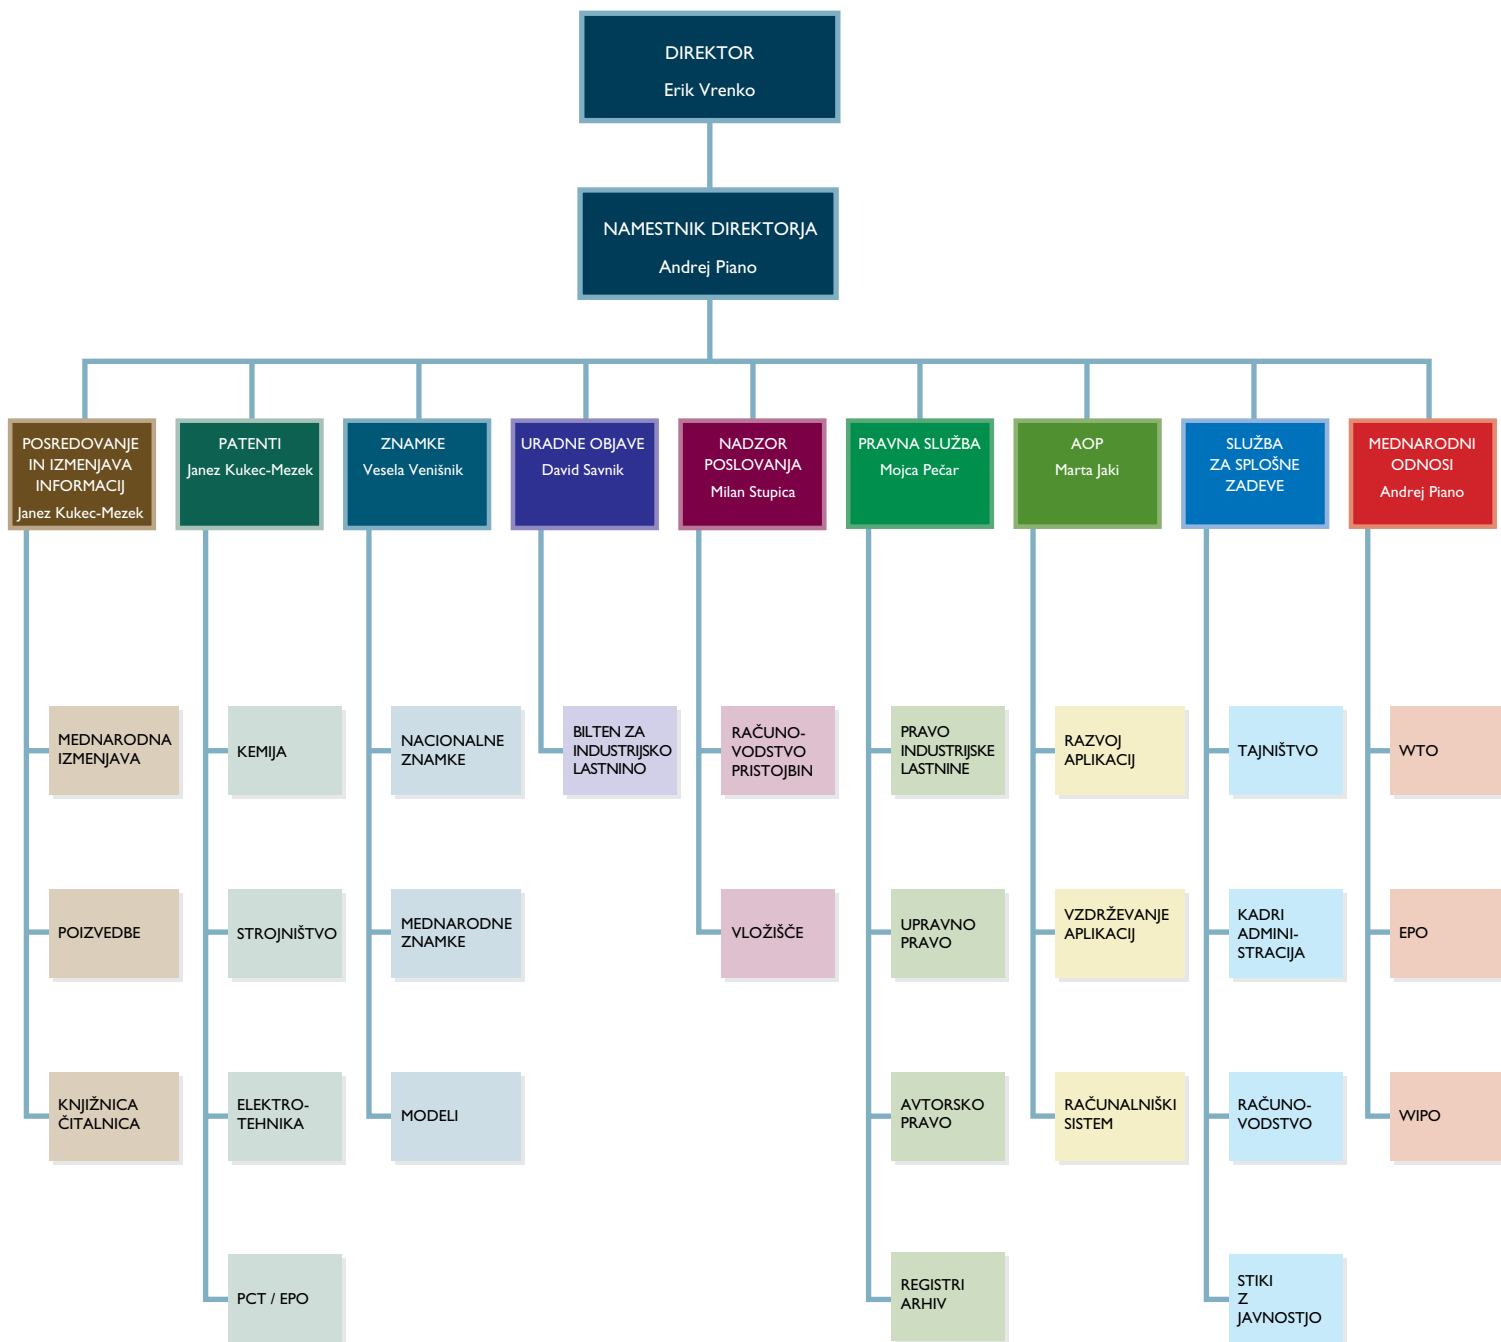 DIREKTOR
Erik Vrenko
NAMESTNIK DIREKTORJA
Andrej Piano
POSREDOVANJE
IN IZMENJAVA
INFORMACIJ
Janez Kukec-Mezek
PATENTI
Janez Kukec-Mezek
ZNAMKE
Vesela Venišnik
URADNE OBJAVE
David Savnik
NADZOR
POSLOVANJA
Milan Stupica
PRAVNA SLUŽBA
Mojca Pečar
AOP
Marta Jaki
SLUŽBA
ZA SPLOŠNE
ZADEVE
MEDNARODNI
ODNOSI
Andrej Piano
MEDNARODNA
IZMENJAVA
KEMIJA
NACIONALNE
ZNAMKE
BILTEN ZA
INDUSTRIJSKO
LASTNINO
RAČUNO-
VODSTVO
PRISTOJBIN
PRAVO
INDUSTRIJSKE
LASTNINE
RAZVOJ
APLIKACIJ
TAJNIŠTVO
WTO
POIZVEDBE
STROJNIŠTVO
MEDNARODNE
ZNAMKE
VLOŽIŠČE
UPRAVNO
PRAVO
VZDRŽEVANJE
APLIKACIJ
KADRI
ADMINI-
STRACIJA
EPO
KNJIŽNICA
ČITALNICA
ELEKTRO-
TEHNIKA
MODELI
AVTORSKO
PRAVO
RAČUNALNIŠKI
SISTEM
RAČUNO-
VODSTVO
WIPO
PCT / EPO
REGISTRI
ARHIV
STIKI
Z
JAVNOSTJO